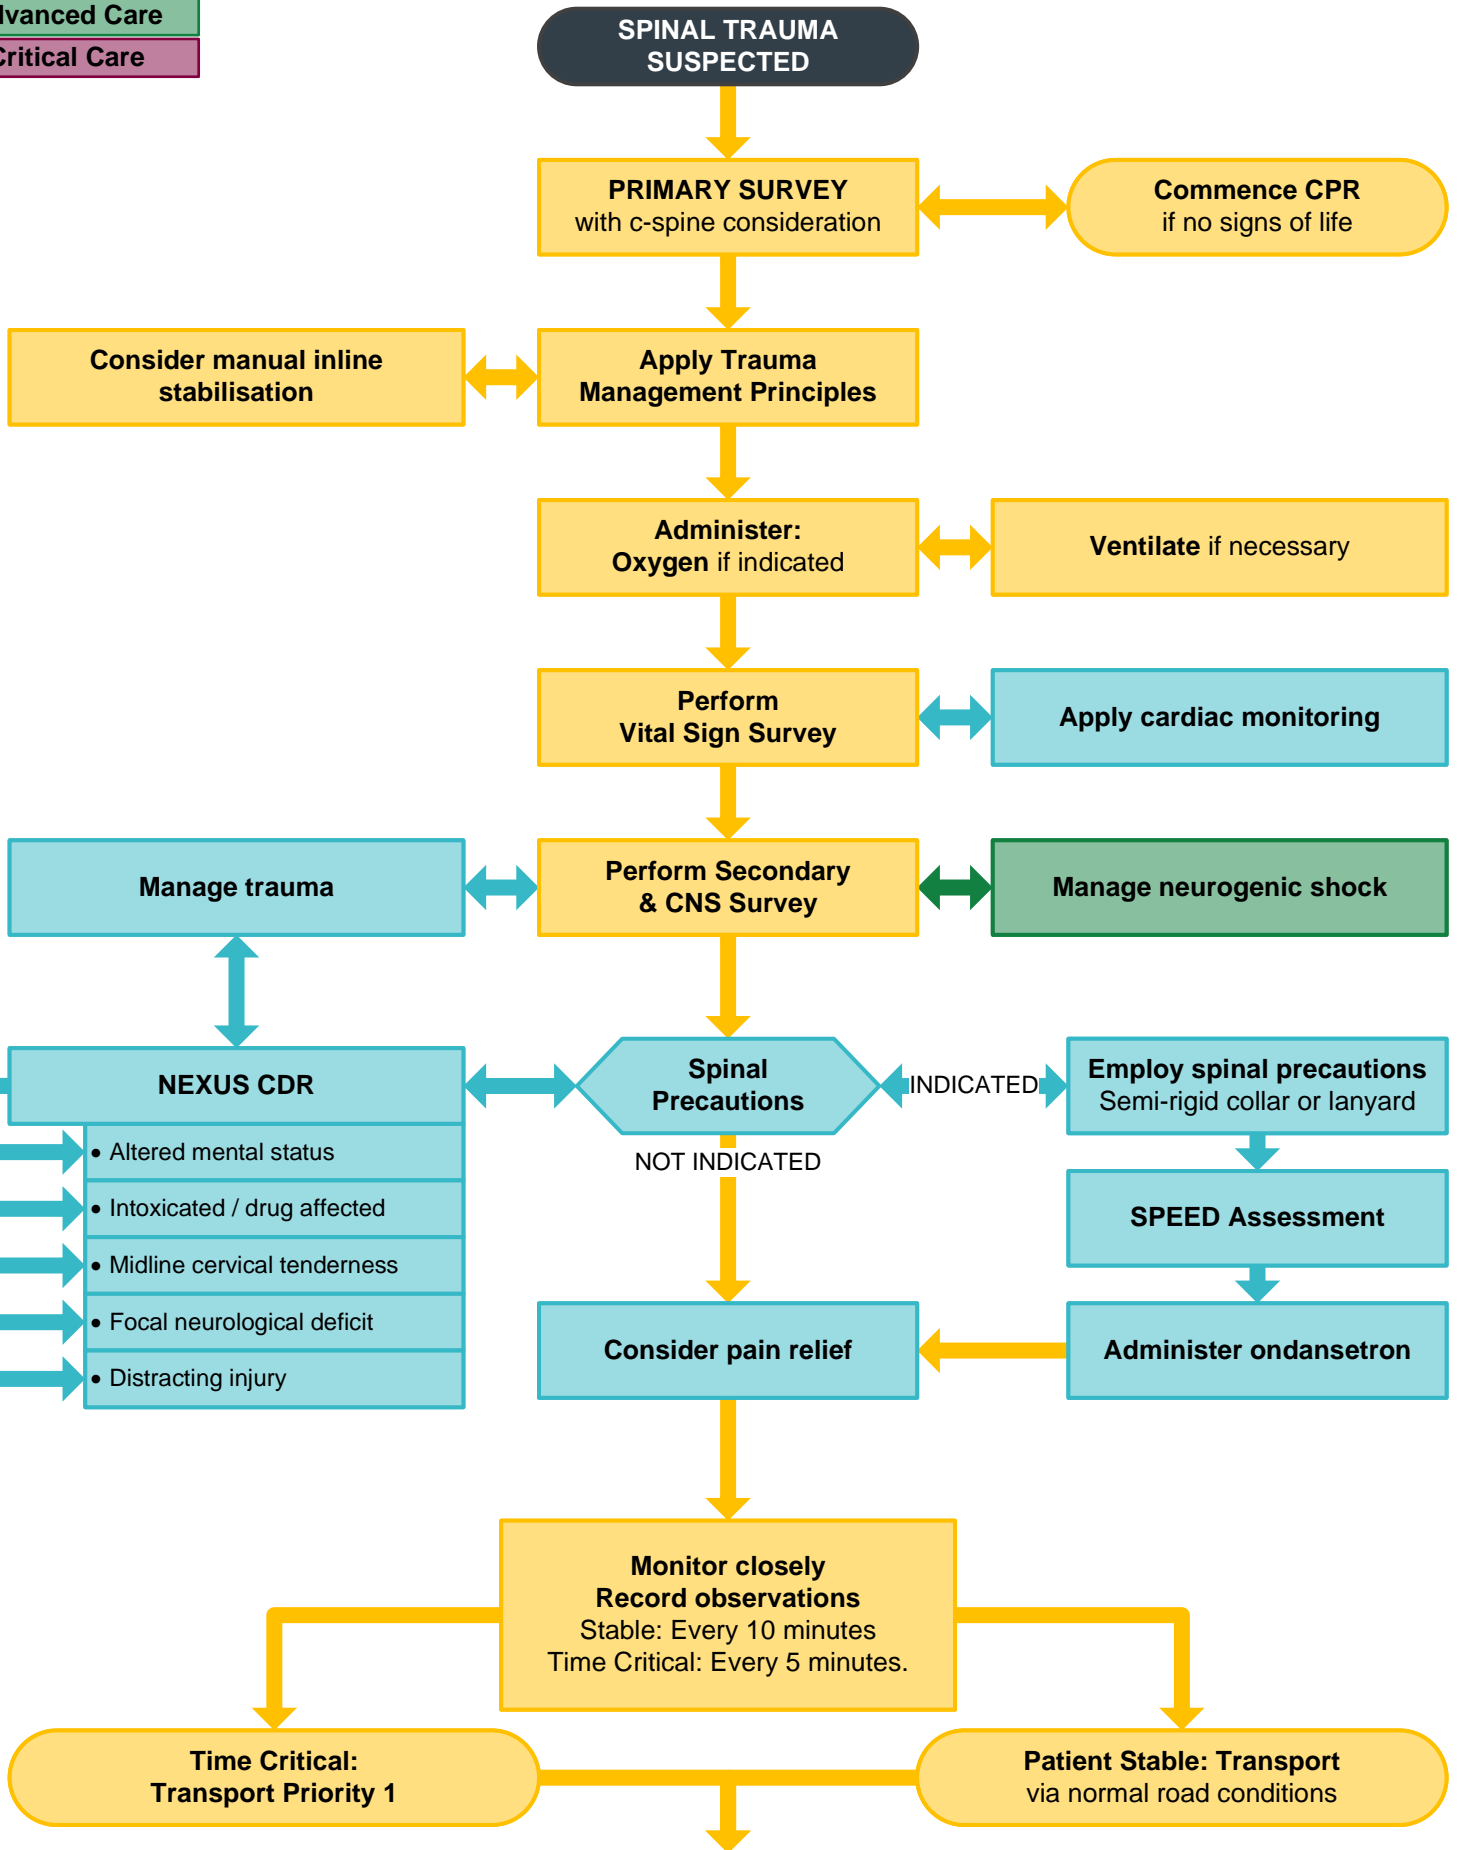 Care
Critical Care
SPINAL TRAUMA
SUSPECTED
PRIMARY SURVEY
with c-spine consideration
Commence CPR
if no signs of life
Consider manual inline
stabilisation
Apply Trauma
Management Principles
Administer:
Oxygen if indicated
Ventilate if necessary
Perform
Vital Sign Survey
Apply cardiac monitoring
Manage trauma
Perform Secondary
& CNS Survey
Manage neurogenic shock
NEXUS CDR
Spinal
Precautions
INDICATED
Employ spinal precautions
Semi-rigid collar or lanyard
• Altered mental status
• Intoxicated / drug affected
• Midline cervical tenderness
• Focal neurological deficit
• Distracting injury
NOT INDICATED
SPEED Assessment
Consider pain relief
Administer ondansetron
Monitor closely
Record observations
Stable: Every 10 minutes
Time Critical: Every 5 minutes.
Time Critical:
Transport Priority 1
Patient Stable: Transport
via normal road conditions